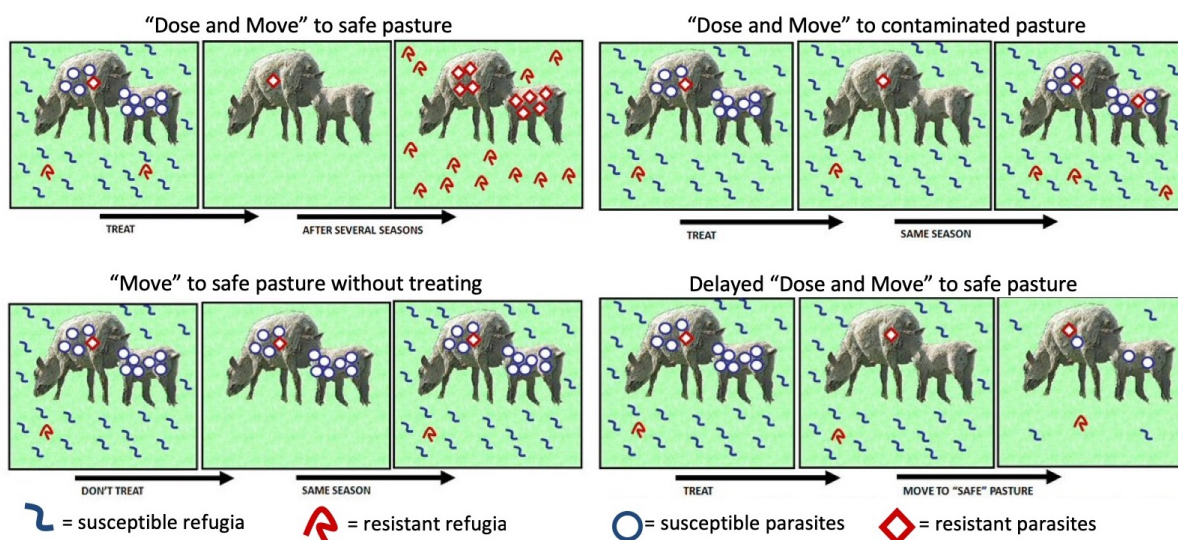 “Dose and Move” to safe pasture
“Dose and Move” to contaminated pasture
TREAT
AFTER SEVERAL SEASONS
TREAT
SAME SEASON
“Move” to safe pasture without treating
Delayed “Dose and Move” to safe pasture
DON'T TREAT
SAME SEASON
TREAT
MOVE TO “SAFE” PASTURE
= susceptible refugia
= resistant refugia
= susceptible parasites
= resistant parasites